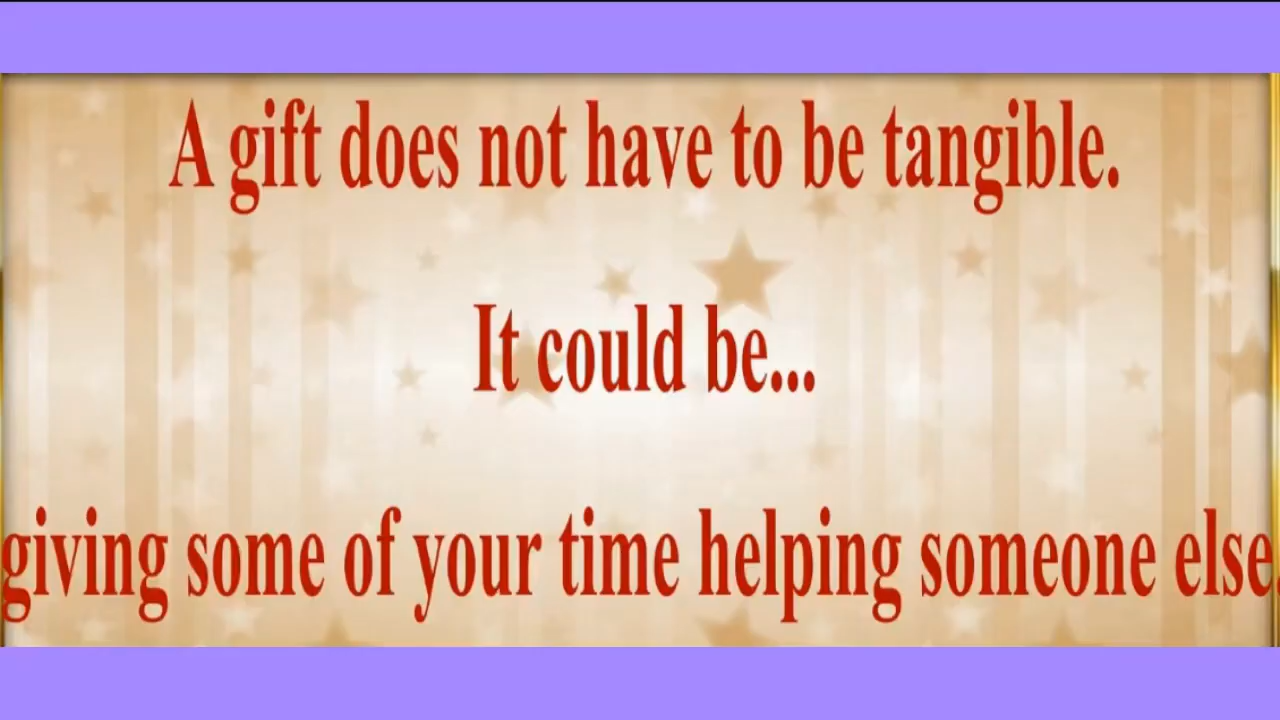 A gift does not have to be tangible.
It could be...
giving some of your time helping someone else.